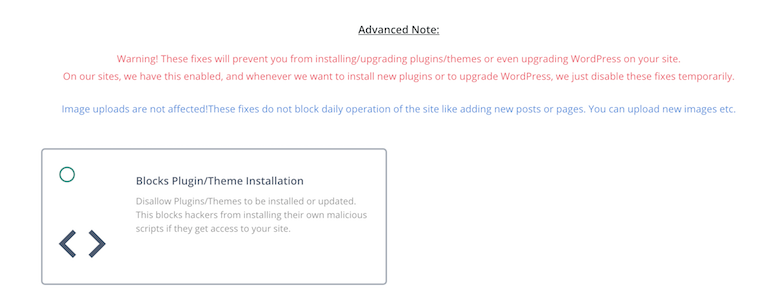 Advanced Note:
Warning! These fixes will prevent you from installing/upgrading plugins/themes or even upgrading WordPress on your site.
On our sites, we have this enabled, and whenever we want to install new plugins or to upgrade WordPress, we just disable these fixes temporarily.
Image uploads are not affected!These fixes do not block daily operation of the site like adding new posts or pages. You can upload new images etc.
Blocks Plugin/Theme Installation
Disallow Plugins/Themes to be installed or updated.
This blocks hackers from installing their own malicious
scripts if they get access to your site.